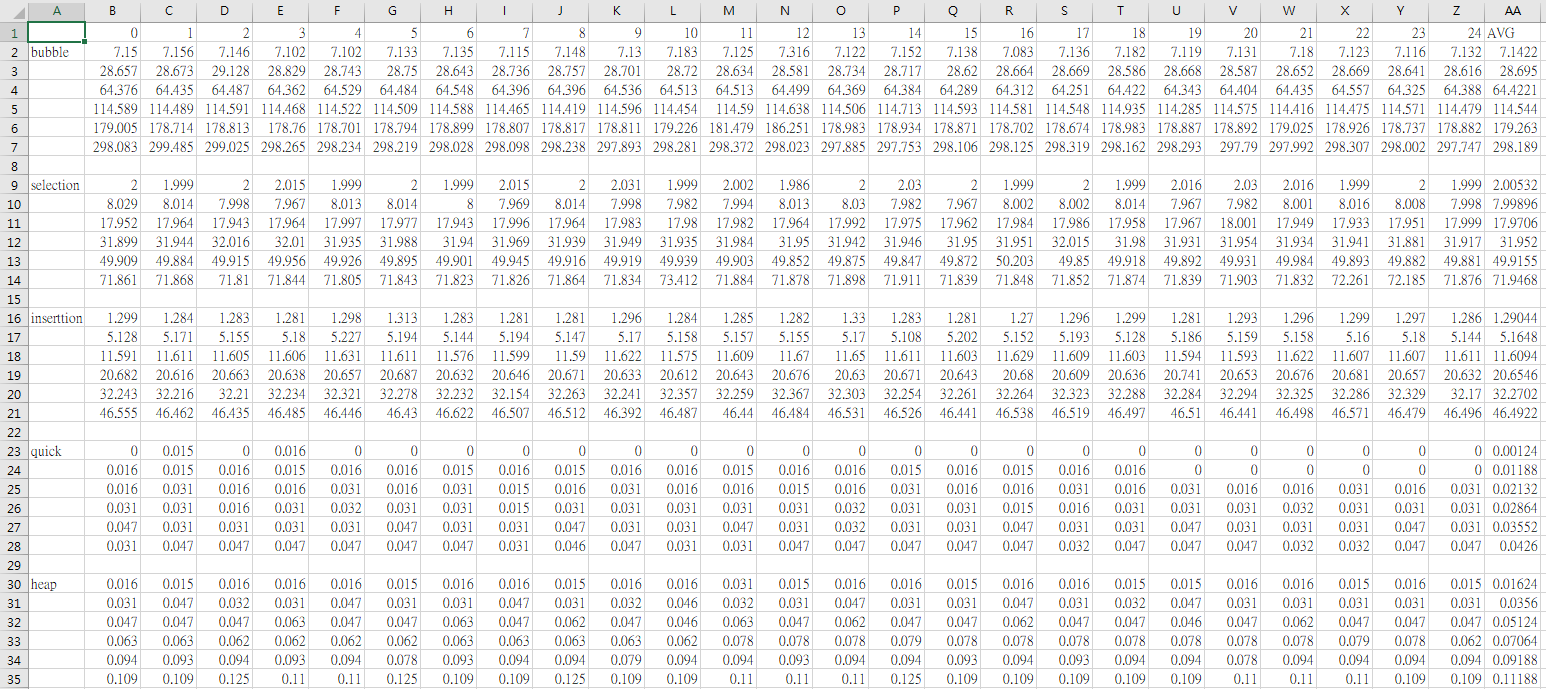 A B C D E F G H I J K L M N O P Q R S T U V W X Y Z AA
1 0 1 2 3 4 5 6 7 8 9 10 11 12 13 14 15 16 17 18 19 20 21 22 23 24 AVG
2 bubble 7.15 7.156 7.146 7.102 7.102 7.133 7.135 7.115 7.148 7.13 7.183 7.125 7.316 7.122 7.152 7.138 7.083 7.136 7.182 7.119 7.131 7.18 7.123 7.116 7.132 7.1422
3 28.657 28.673 29.128 28.829 28.743 28.75 28.643 28.736 28.757 28.701 28.72 28.634 28.581 28.734 28.717 28.62 28.664 28.669 28.586 28.668 28.587 28.652 28.669 28.641 28.616 28.695
4 64.376 64.435 64.487 64.362 64.529 64.484 64.548 64.396 64.396 64.536 64.513 64.513 64.499 64.369 64.384 64.289 64.312 64.251 64.422 64.343 64.404 64.435 64.557 64.325 64.388 64.4221
5 114.589 114.489 114.591 114.468 114.522 114.509 114.588 114.465 114.419 114.596 114.454 114.59 114.638 114.506 114.713 114.593 114.581 114.548 114.935 114.285 114.575 114.416 114.475 114.571 114.479 114.544
6 179.005 178.714 178.813 178.76 178.701 178.794 178.899 178.807 178.817 178.811 179.226 181.479 186.251 178.983 178.934 178.871 178.702 178.674 178.983 178.887 178.892 179.025 178.926 178.737 178.882 179.263
7 298.083 299.485 299.025 298.265 298.234 298.219 298.028 298.098 298.238 297.893 298.281 298.372 298.023 297.885 297.753 298.106 298.125 298.319 298.162 298.293 297.79 297.992 298.307 298.002 297.747 298.189
8
9 selection 2 1.999 2 2.015 1.999 2 1.999 2.015 2 2.031 1.999 2.002 1.986 2 2.03 2 1.999 2 1.999 2.016 2.03 2.016 1.999 2 1.999 2.00532
10 8.029 8.014 7.998 7.967 8.013 8.014 8 7.969 8.014 7.998 7.982 7.994 8.013 8.03 7.982 7.967 8.002 8.002 8.014 7.967 7.982 8.001 8.016 8.008 7.998 7.99896
11 17.952 17.964 17.943 17.964 17.997 17.977 17.943 17.996 17.964 17.983 17.98 17.982 17.964 17.992 17.975 17.962 17.984 17.986 17.958 17.967 18.001 17.949 17.933 17.951 17.999 17.9706
12 31.899 31.944 32.016 32.01 31.935 31.988 31.94 31.969 31.939 31.949 31.935 31.984 31.95 31.942 31.946 31.95 31.951 32.015 31.98 31.931 31.954 31.934 31.941 31.881 31.917 31.952
13 49.909 49.884 49.915 49.956 49.926 49.895 49.901 49.945 49.916 49.919 49.939 49.903 49.852 49.875 49.847 49.872 50.203 49.85 49.918 49.892 49.931 49.984 49.893 49.882 49.881 49.9155
14 71.861 71.868 71.81 71.844 71.805 71.843 71.823 71.826 71.864 71.834 73.412 71.884 71.878 71.898 71.911 71.839 71.848 71.852 71.874 71.839 71.903 71.832 72.261 72.185 71.876 71.9468
15
16 inserttion 1.299 1.284 1.283 1.281 1.298 1.313 1.283 1.281 1.281 1.296 1.284 1.285 1.282 1.33 1.283 1.281 1.27 1.296 1.299 1.281 1.293 1.296 1.299 1.297 1.286 1.29044
17 5.128 5.171 5.155 5.18 5.227 5.194 5.144 5.194 5.147 5.17 5.158 5.157 5.155 5.17 5.108 5.202 5.152 5.193 5.128 5.186 5.159 5.158 5.16 5.18 5.144 5.1648
18 11.591 11.611 11.605 11.606 11.631 11.611 11.576 11.599 11.59 11.622 11.575 11.609 11.67 11.65 11.611 11.603 11.629 11.609 11.603 11.594 11.593 11.622 11.607 11.607 11.611 11.6094
19 20.682 20.616 20.663 20.638 20.657 20.687 20.632 20.646 20.671 20.633 20.612 20.643 20.676 20.63 20.671 20.643 20.68 20.609 20.636 20.741 20.653 20.676 20.681 20.657 20.632 20.6546
20 32.243 32.216 32.21 32.234 32.321 32.278 32.232 32.154 32.263 32.241 32.357 32.259 32.367 32.303 32.254 32.261 32.264 32.323 32.288 32.284 32.294 32.325 32.286 32.329 32.17 32.2702
21 46.555 46.462 46.435 46.485 46.446 46.43 46.622 46.507 46.512 46.392 46.487 46.44 46.484 46.531 46.526 46.441 46.538 46.519 46.497 46.51 46.441 46.498 46.571 46.479 46.496 46.4922
22
23 quick 0 0.015 0 0.016 0 0 0 0 0 0 0 0 0 0 0 0 0 0 0 0 0 0 0 0 0 0.00124
24 0.016 0.015 0.016 0.016 0.016 0.016 0.015 0.016 0.015 0.016 0.016 0.015 0.016 0.016 0.015 0.016 0.015 0.016 0.016 0 0 0 0 0 0 0.01188
25 0.016 0.031 0.016 0.016 0.031 0.016 0.031 0.015 0.016 0.031 0.016 0.016 0.015 0.016 0.031 0.016 0.016 0.031 0.016 0.031 0.016 0.016 0.031 0.016 0.031 0.02132
26 0.031 0.031 0.016 0.031 0.032 0.031 0.031 0.015 0.031 0.031 0.031 0.031 0.031 0.032 0.031 0.031 0.015 0.016 0.031 0.031 0.031 0.032 0.031 0.031 0.031 0.02864
27 0.047 0.031 0.031 0.031 0.031 0.047 0.031 0.031 0.047 0.031 0.031 0.047 0.031 0.032 0.031 0.031 0.047 0.031 0.031 0.047 0.031 0.031 0.031 0.047 0.031 0.03552
28 0.031 0.047 0.047 0.047 0.047 0.047 0.047 0.031 0.046 0.047 0.031 0.031 0.047 0.047 0.047 0.047 0.047 0.032 0.047 0.047 0.047 0.032 0.032 0.047 0.047 0.0426
29
30 heap 0.016 0.015 0.016 0.016 0.016 0.015 0.016 0.016 0.015 0.016 0.016 0.031 0.015 0.016 0.016 0.015 0.016 0.016 0.015 0.015 0.016 0.016 0.015 0.016 0.015 0.01624
31 0.031 0.047 0.032 0.031 0.047 0.031 0.031 0.047 0.031 0.032 0.046 0.032 0.031 0.047 0.031 0.031 0.047 0.031 0.032 0.047 0.031 0.031 0.031 0.031 0.031 0.0356
32 0.047 0.047 0.047 0.063 0.047 0.047 0.063 0.047 0.062 0.047 0.046 0.063 0.047 0.062 0.047 0.047 0.062 0.047 0.047 0.046 0.047 0.062 0.047 0.047 0.047 0.05124
33 0.063 0.063 0.062 0.062 0.062 0.062 0.063 0.063 0.063 0.063 0.062 0.078 0.078 0.078 0.079 0.078 0.078 0.078 0.078 0.078 0.078 0.078 0.079 0.078 0.062 0.07064
34 0.094 0.093 0.094 0.093 0.094 0.078 0.093 0.094 0.094 0.079 0.094 0.094 0.093 0.094 0.094 0.093 0.094 0.093 0.094 0.094 0.078 0.094 0.094 0.094 0.094 0.09188
35 0.109 0.109 0.125 0.11 0.11 0.125 0.109 0.109 0.125 0.109 0.109 0.11 0.11 0.11 0.125 0.109 0.109 0.109 0.109 0.109 0.11 0.11 0.11 0.109 0.109 0.11188